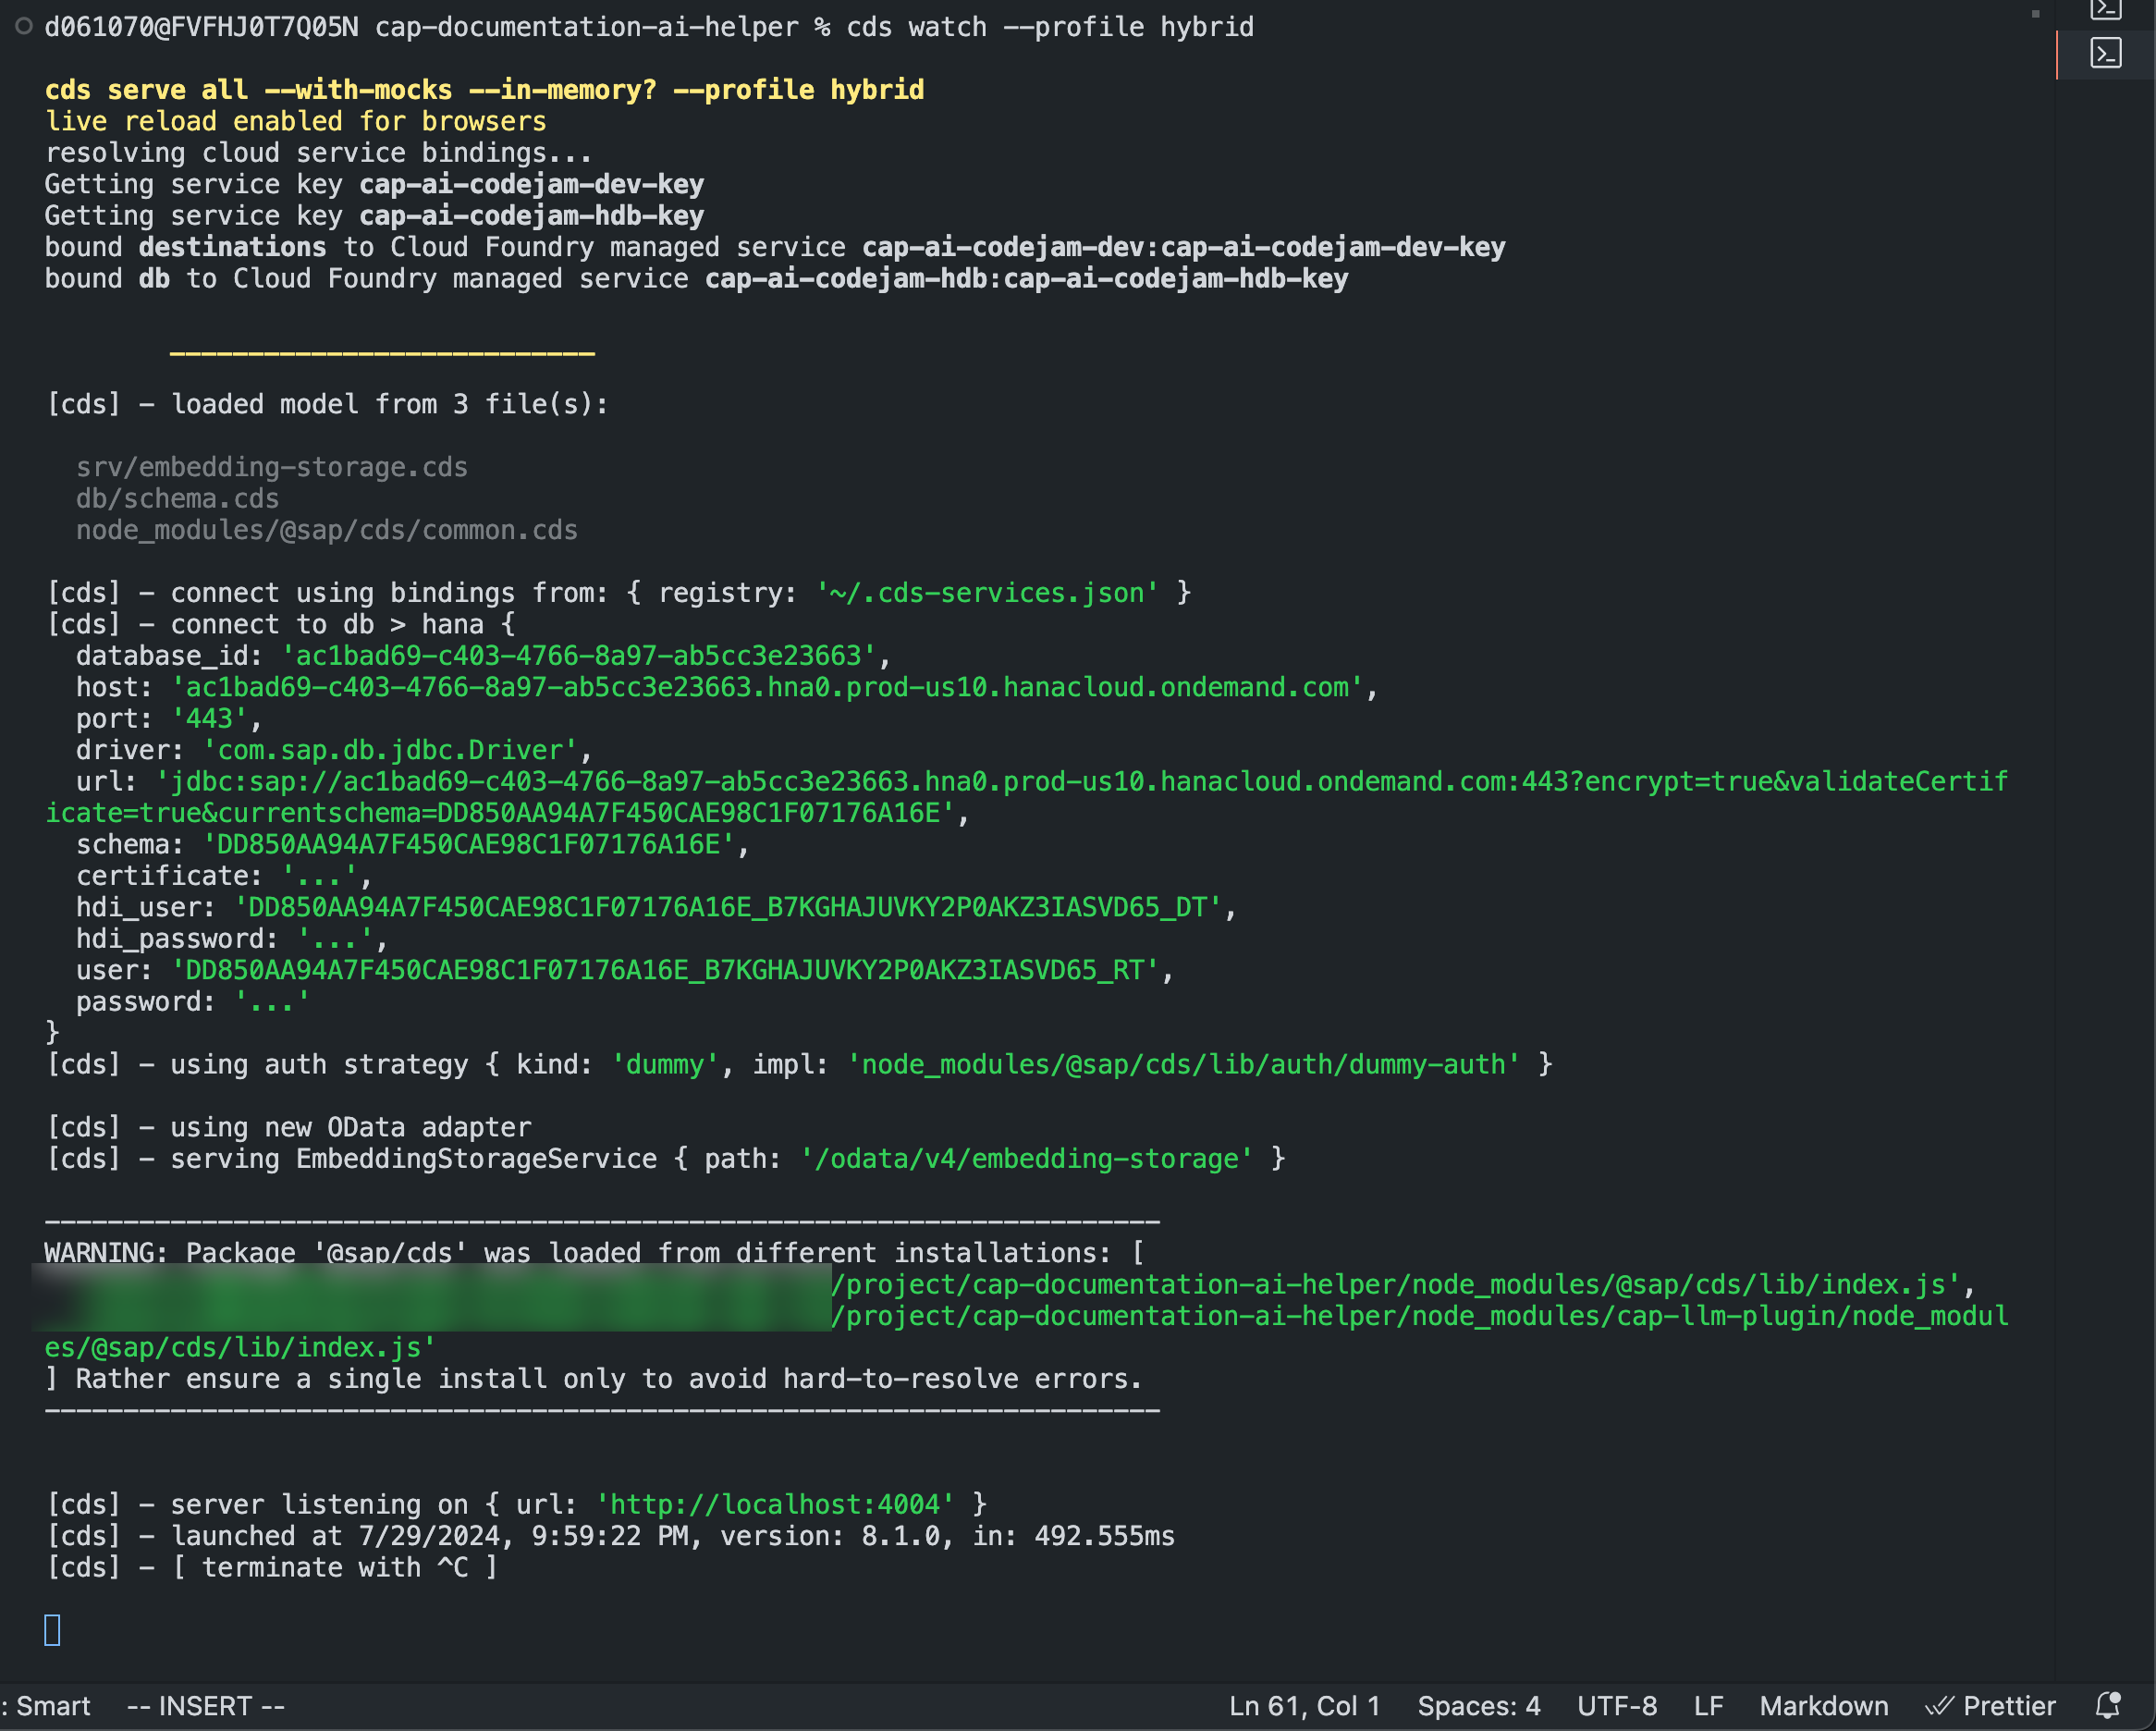 d061070@FVFHJ0T7Q05N cap-documentation-ai-helper % cds watch --profile hybrid
cds serve all --with-mocks --in-memory? --profile hybrid
live reload enabled for browsers
resolving cloud service bindings...
Getting service key cap-ai-codejam-dev-key
Getting service key cap-ai-codejam-hdb-key
bound destinations to Cloud Foundry managed service cap-ai-codejam-dev:cap-ai-codejam-dev-key
bound db to Cloud Foundry managed service cap-ai-codejam-hdb:cap-ai-codejam-hdb-key
___________________________
[cds] - loaded model from 3 file(s):
srv/embedding-storage.cds
db/schema.cds
node_modules/@sap/cds/common.cds
[cds] - connect using bindings from: { registry: '~/.cds-services.json' }
[cds] - connect to db > hana {
database_id: 'ac1bad69-c403-4766-8a97-ab5cc3e23663',
host: 'ac1bad69-c403-4766-8a97-ab5cc3e23663.hna0.prod-us10.hanacloud.ondemand.com',
port: '443',
driver: 'com.sap.db.jdbc.Driver',
url: 'jdbc:sap://ac1bad69-c403-4766-8a97-ab5cc3e23663.hna0.prod-us10.hanacloud.ondemand.com:443?encrypt=true&validateCertif
icate=true&currentschema=DD850AA94A7F450CAE98C1F07176A16E',
schema: 'DD850AA94A7F450CAE98C1F07176A16E',
certificate: '...',
hdi_user: 'DD850AA94A7F450CAE98C1F07176A16E_B7KGHAJUVKY2P0AKZ3IASVD65_DT',
hdi_password: '...',
user: 'DD850AA94A7F450CAE98C1F07176A16E_B7KGHAJUVKY2P0AKZ3IASVD65_RT',
password: '...'
}
[cds] - using auth strategy { kind: 'dummy', impl: 'node_modules/@sap/cds/lib/auth/dummy-auth' }
[cds] - using new OData adapter
[cds] - serving EmbeddingStorageService { path: '/odata/v4/embedding-storage' }
-----------------------------------------------------------------------
WARNING: Package '@sap/cds' was loaded from different installations: [
/project/cap-documentation-ai-helper/node_modules/@sap/cds/lib/index.js',
/project/cap-documentation-ai-helper/node_modules/cap-llm-plugin/node_modul
es/@sap/cds/lib/index.js'
] Rather ensure a single install only to avoid hard-to-resolve errors.
-----------------------------------------------------------------------
[cds] - server listening on { url: 'http://localhost:4004' }
[cds] - launched at 7/29/2024, 9:59:22 PM, version: 8.1.0, in: 492.555ms
[cds] - [ terminate with ^C ]
: Smart -- INSERT -- Ln 61, Col 1 Spaces: 4 UTF-8 LF Markdown Prettier